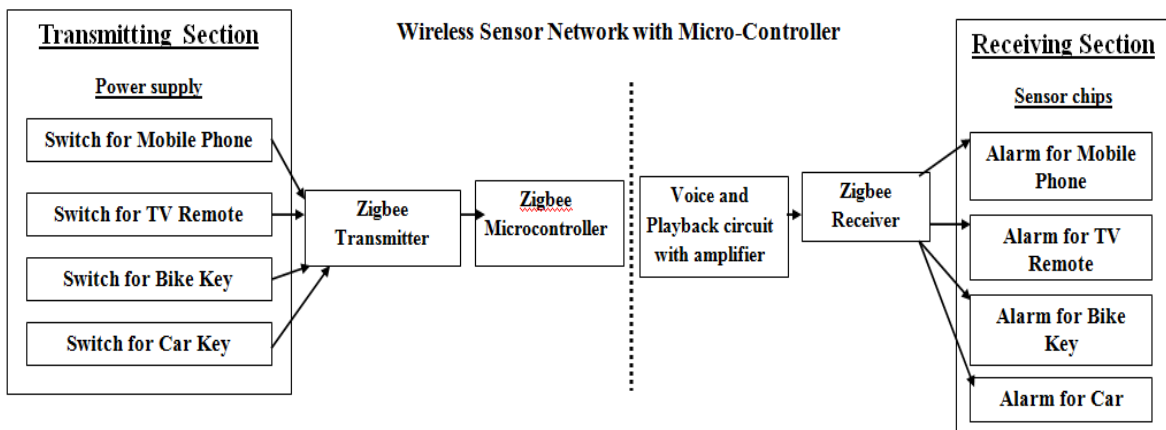 Transmitting Section
Power supply
Switch for Mobile Phone
Switch for TV Remote
Switch for Bike Key
Switch for Car Key
Wireless Sensor Network with Micro-Controller
Zigbee
Transmitter
Zigbee
Microcontroller
Voice and
Playback circuit
with amplifier
Zigbee
Receiver
Receiving Section
Sensor chips
Alarm for Mobile
Phone
Alarm for TV
Remote
Alarm for Bike
Key
Alarm for Car